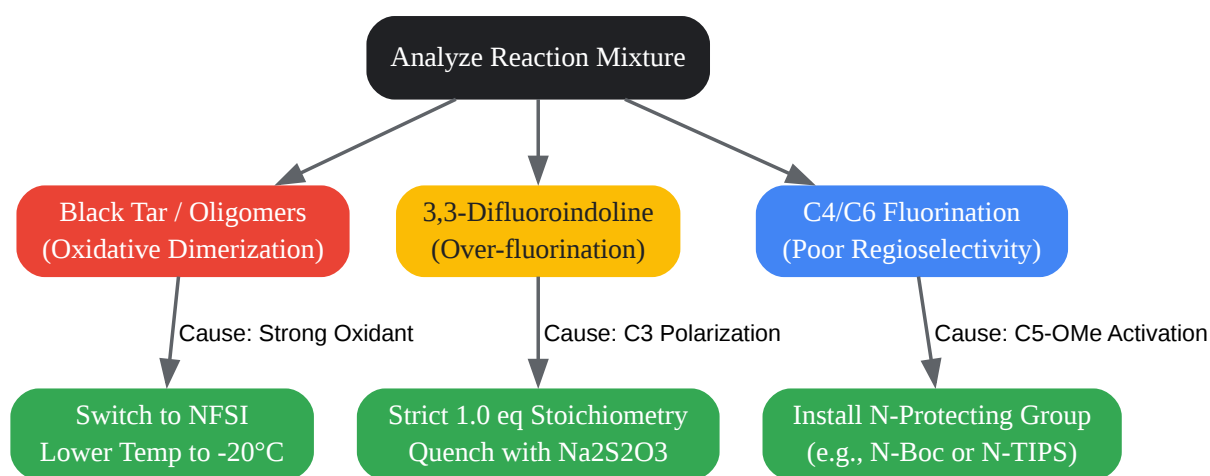 Analyze Reaction Mixture
Black Tar / Oligomers
(Oxidative Dimerization)
3,3-Difluoroindoline
(Over-fluorination)
C4/C6 Fluorination
(Poor Regioselectivity)
Cause: Strong Oxidant
Cause: C3 Polarization
Cause: C5-OMe Activation
Switch to NFSI
Lower Temp to -20°C
Strict 1.0 eq Stoichiometry
Quench with Na2S2O3
Install N-Protecting Group
(e.g., N-Boc or N-TIPS)